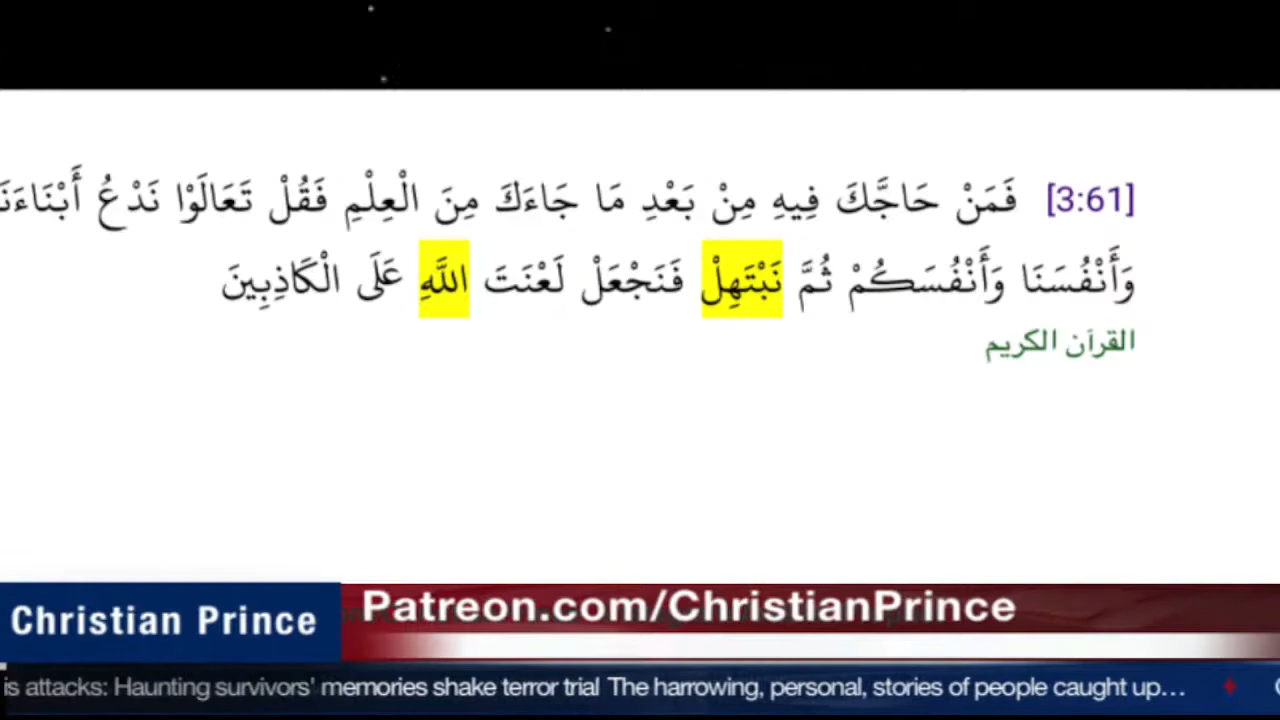 [3:61] فَمَنْ حَاجَّكَ فِيهِ مِنْ بَعْدِ مَا جَاءَكَ مِنَ الْعِلْمِ فَقُلْ تَعَالَوْا نَدْعُ أَبْنَاءَنَ
وَأَنْفُسَنَا وَأَنْفُسَكُمْ ثُمَّ نَبْتَهِلْ فَنَجْعَلْ لَعْنَتَ اللَّهِ عَلَى الْكَاذِبِينَ
القرآن الكريم
Christian Prince
Patreon.com/ChristianPrince
is attacks: Haunting survivors' memories shake terror trial The harrowing, personal, stories of people caught up...